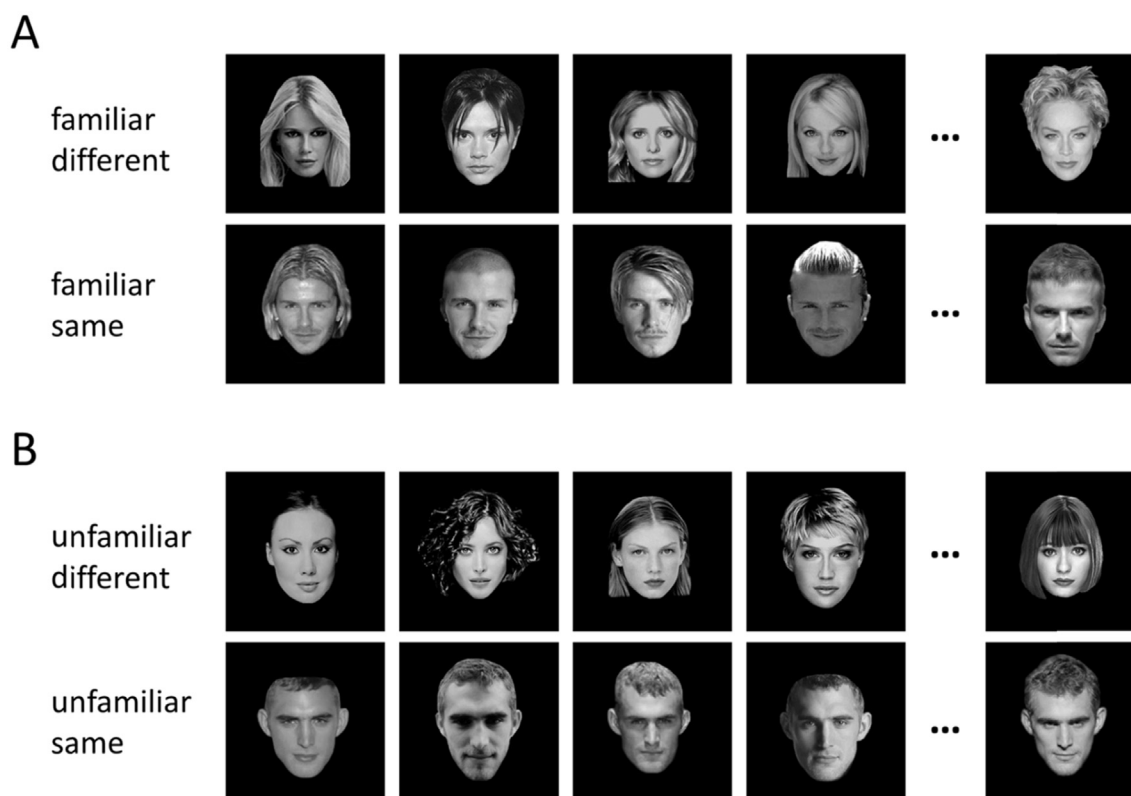 A
familiar
different
...
familiar
same
...
B
unfamiliar
different
...
unfamiliar
same
...